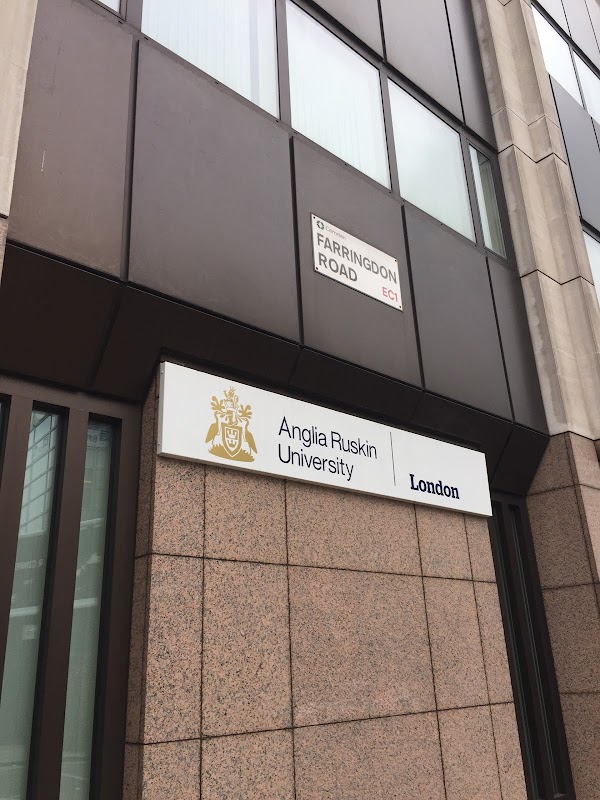 Camden
FARRINGDON
ROAD
EC1
Anglia Ruskin
University
London